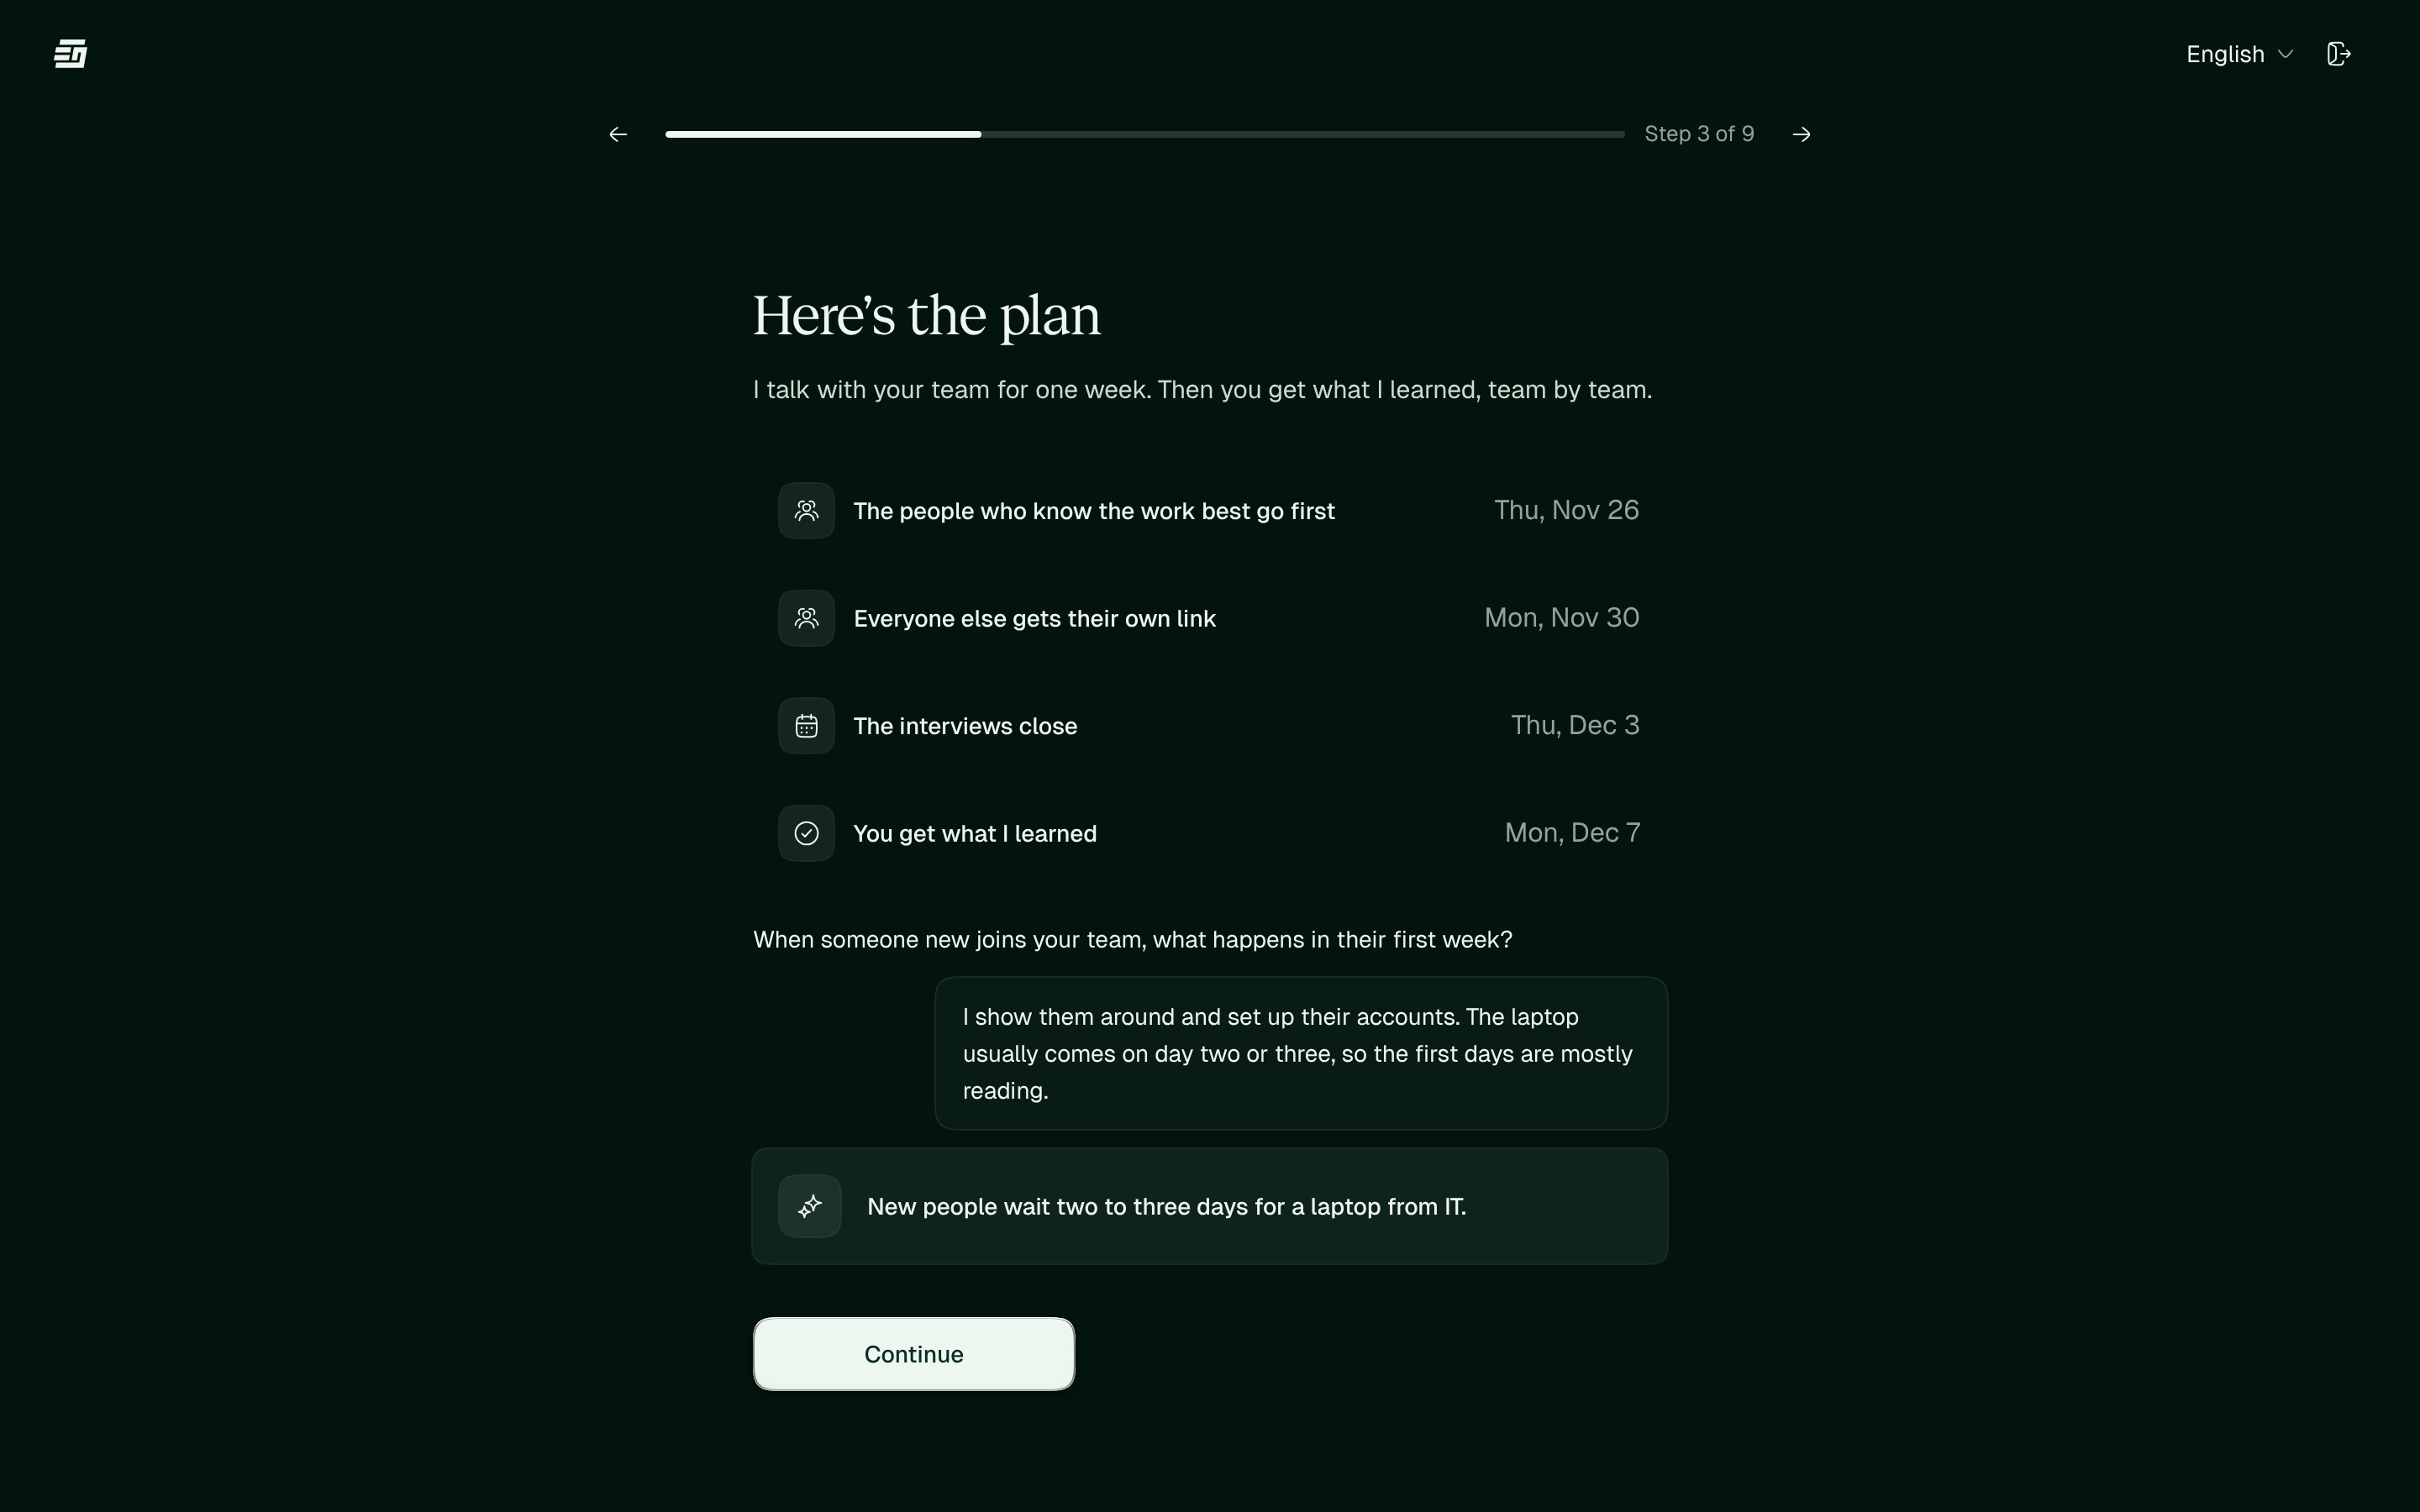 English
Step 3 of 9
Here’s the plan
I talk with your team for one week. Then you get what I learned, team by team.
The people who know the work best go first
Thu, Nov 26
Everyone else gets their own link
Mon, Nov 30
The interviews close
Thu, Dec 3
You get what I learned
Mon, Dec 7
When someone new joins your team, what happens in their first week?
I show them around and set up their accounts. The laptop
usually comes on day two or three, so the first days are mostly
reading.
New people wait two to three days for a laptop from IT.
Continue